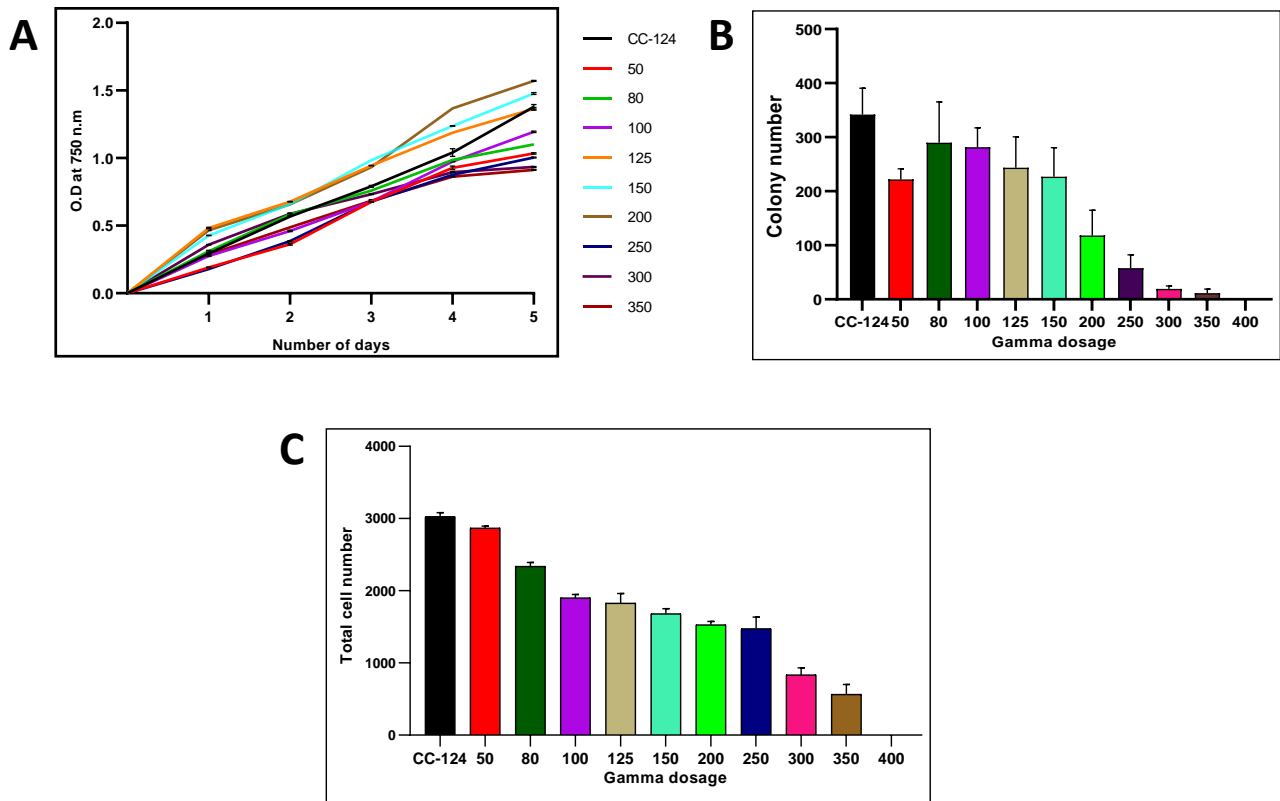 A
2.0
1.5
1.0
0.5
0.0
O.D at 750 n.m
1 2 3 4 5
Number of days
CC-124
50
80
100
125
150
200
250
300
350
B
500
400
300
200
100
0
Colony number
CC-124 50 80 100 125 150 200 250 300 350 400
Gamma dosage
C
4000
3000
2000
1000
0
Total cell number
CC-124 50 80 100 125 150 200 250 300 350 400
Gamma dosage